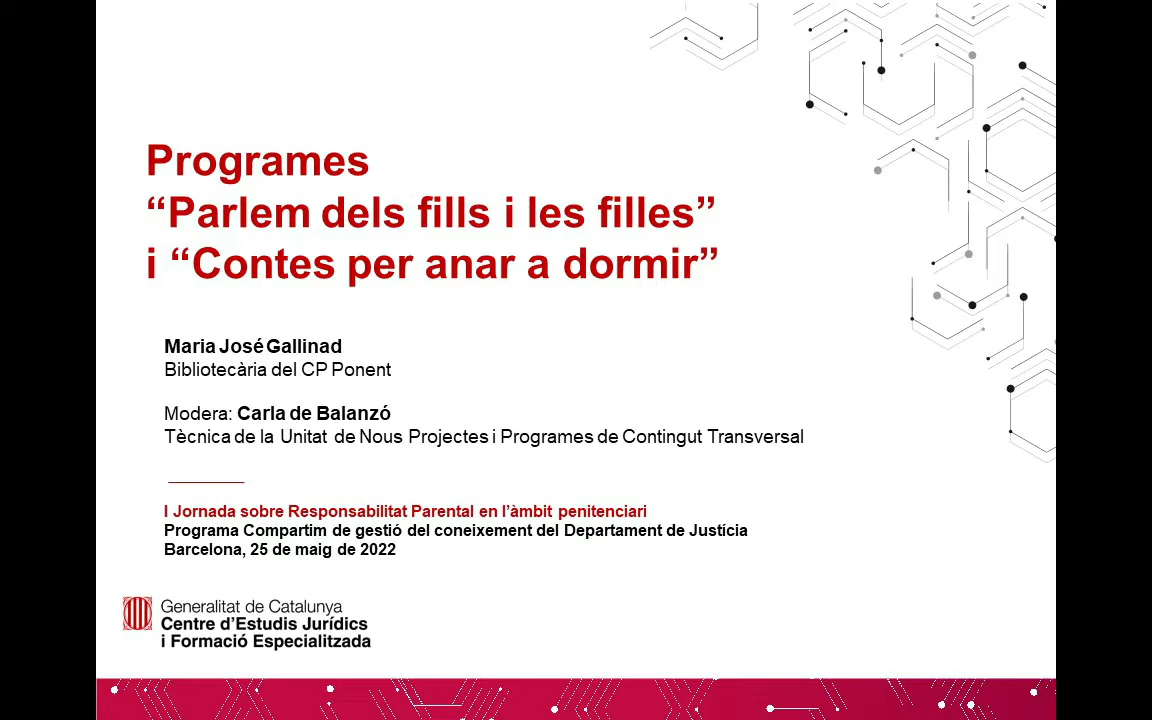 Programes
“Parlem dels fills i les filles”
i “Contes per anar a dormir”
Maria José Gallinad
Bibliotecària del CP Ponent
Modera: Carla de Balanzó
Tècnica de la Unitat de Nous Projectes i Programes de Contingut Transversal
I Jornada sobre Responsabilitat Parental en l’àmbit penitenciari
Programa Compartim de gestió del coneixement del Departament de Justícia
Barcelona, 25 de maig de 2022
Generalitat de Catalunya
Centre d’Estudis Jurídics
i Formació Especialitzada